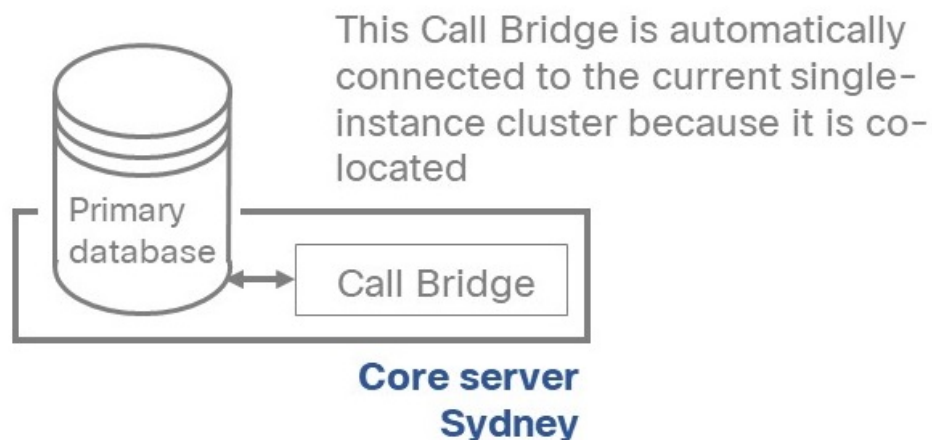 This Call Bridge is automatically
connected to the current single-
instance cluster because it is co-
located
Primary
database
Call Bridge
Core server
Sydney